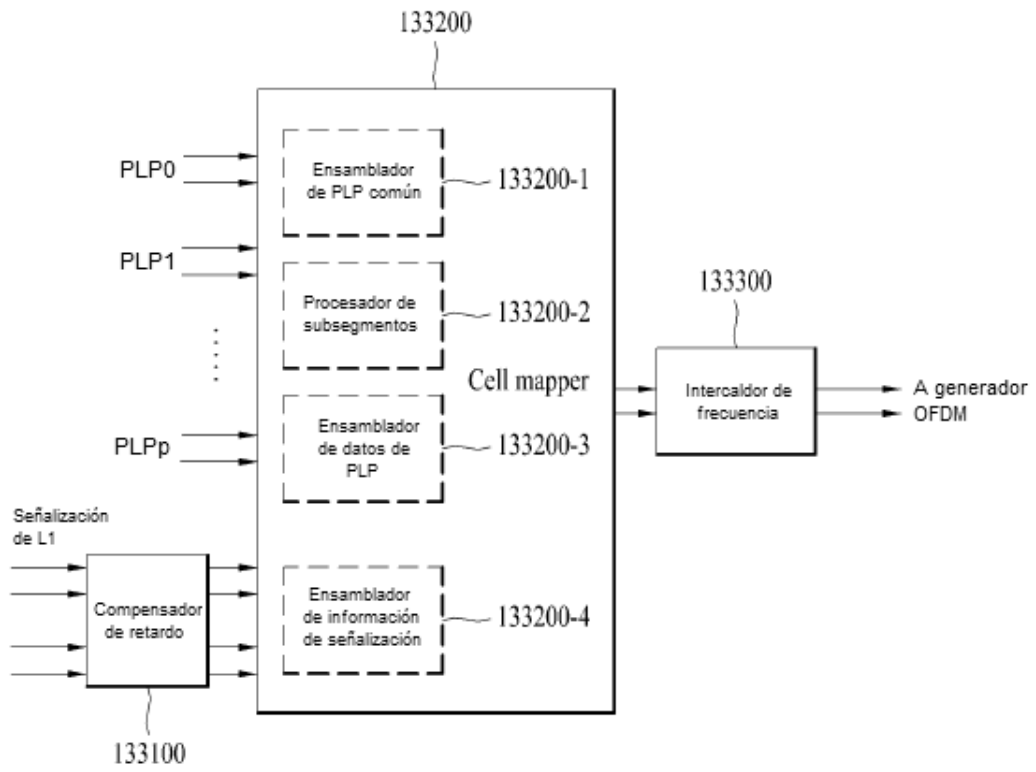 133200
PLP0
Ensamblador
de PLP común
133200-1
PLP1
Procesador de
subsegmentos
133200-2
133300
Cell mapper
Intercaldor de
frecuencia
A generador
OFDM
PLPp
Ensamblador
de datos de
PLP
133200-3
Señalización
de L1
Compensador
de retardo
Ensamblador
de información
de señalización
133200-4
133100